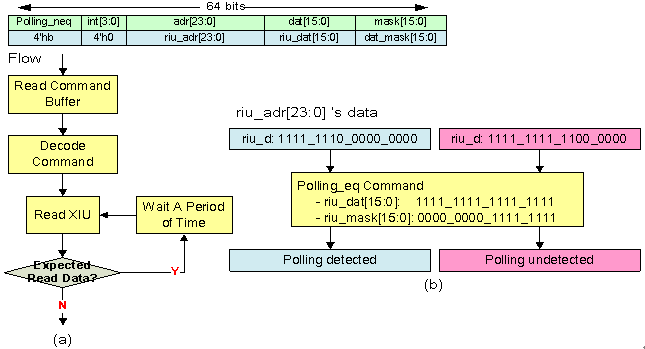 64 bits
Polling_neq int[3:0] adr[23:0] dat[15:0] mask[15:0]
4'hb 4'h0 riu_adr[23:0] riu_dat[15:0] dat_mask[15:0]
Flow
Read Command
Buffer
Decode
Command
Read XIU
Wait A Period
of Time
Expected
Read Data?
Y
N
(a)
riu_adr[23:0] 's data
riu_d: 1111_1110_0000_0000
riu_d: 1111_1111_1100_0000
Polling_eq Command
- riu_dat[15:0]: 1111_1111_1111_1111
- riu_mask[15:0]: 0000_0000_1111_1111
Polling detected
Polling undetected
(b)